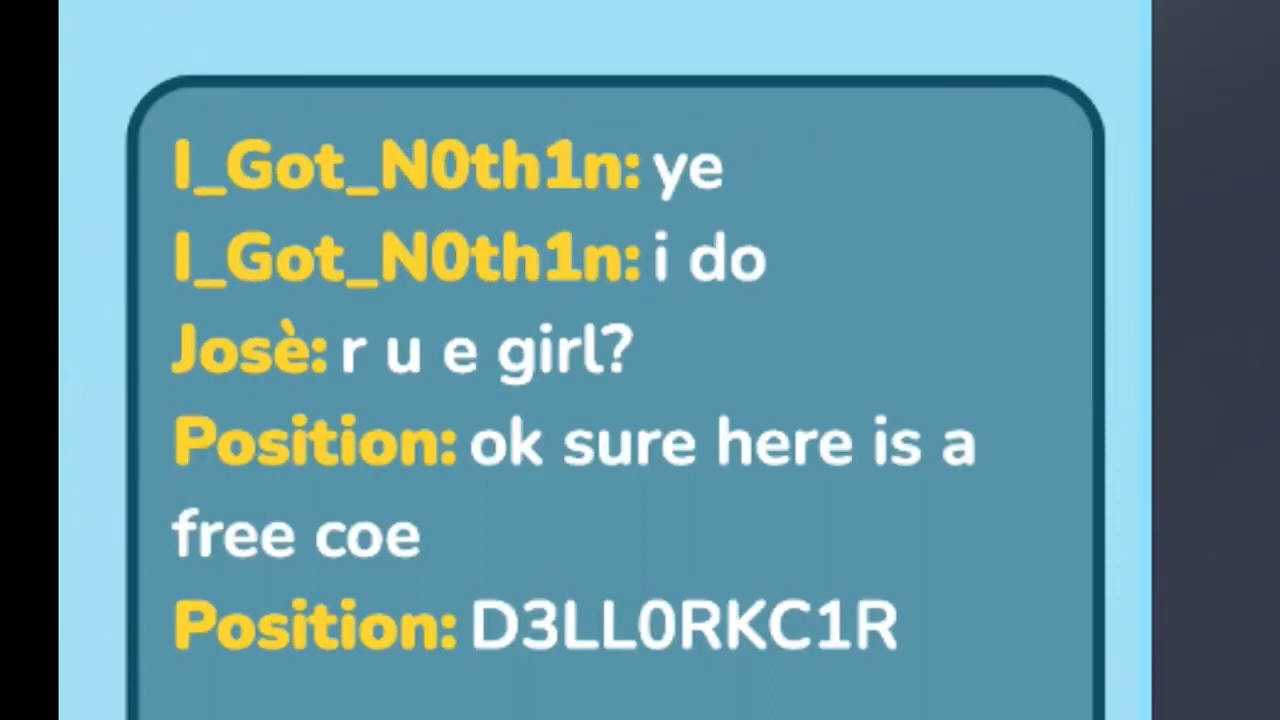 I_Got_N0th1n: ye
I_Got_N0th1n: i do
Josè: r u e girl?
Position: ok sure here is a
free coe
Position: D3LL0RKC1R